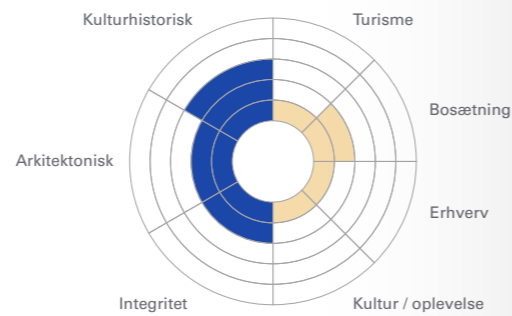 Kulturhistorisk
Turisme
Bosætning
Arkitektonisk
Erhverv
Integritet
Kultur / oplevelse